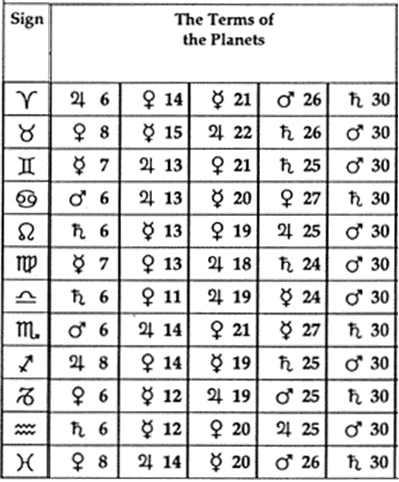 Sign The Terms of
the Planets
♈ ♃ 6 ♀ 14 ☿ 21 ♂ 26 ♄ 30
♉ ♀ 8 ☿ 15 ♃ 22 ♄ 26 ♂ 30
♊ ☿ 7 ♃ 13 ♀ 21 ♄ 25 ♂ 30
♋ ♂ 6 ♃ 13 ☿ 20 ♀ 27 ♄ 30
♌ ♄ 6 ☿ 13 ♀ 19 ♃ 25 ♂ 30
♍ ☿ 7 ♀ 13 ♃ 18 ♄ 24 ♂ 30
♎ ♄ 6 ♀ 11 ♃ 19 ☿ 24 ♂ 30
♏ ♂ 6 ♃ 14 ♀ 21 ☿ 27 ♄ 30
♐ ♃ 8 ♀ 14 ☿ 19 ♄ 25 ♂ 30
♑ ♀ 6 ☿ 12 ♃ 19 ♂ 25 ♄ 30
♒ ♄ 6 ☿ 12 ♀ 20 ♃ 25 ♂ 30
♓ ♀ 8 ♃ 14 ☿ 20 ♂ 26 ♄ 30